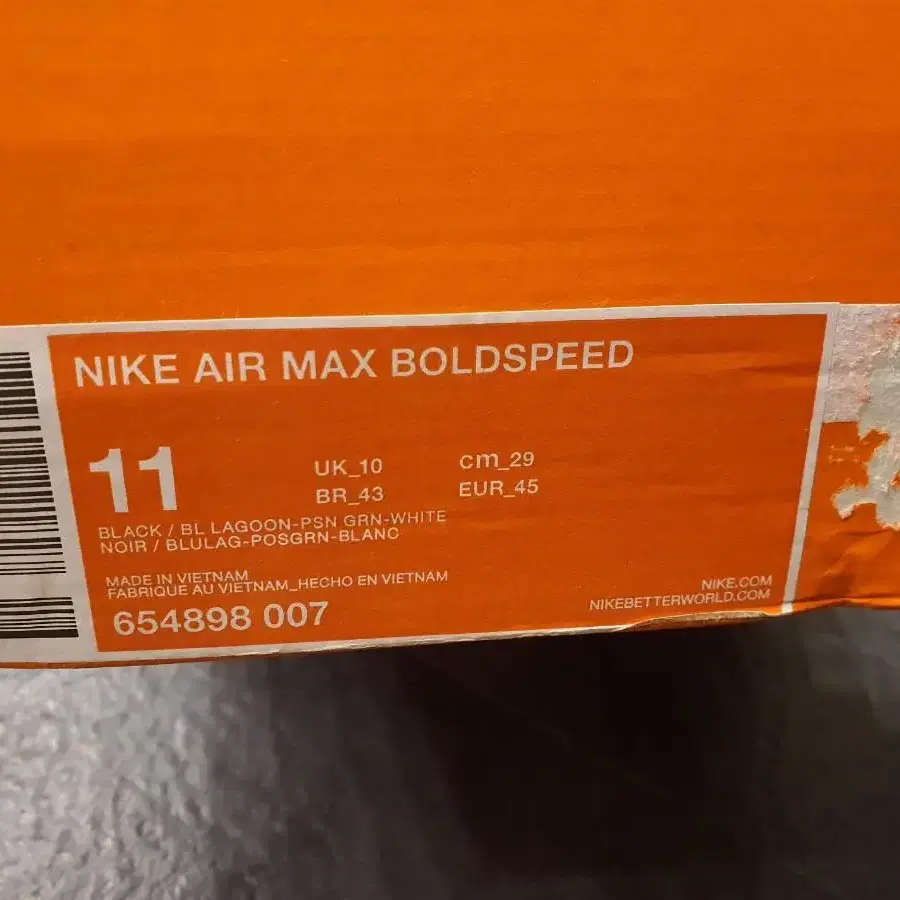 NIKE AIR MAX BOLDSPEED
11
UK_10 cm_29
BR_43 EUR_45
BLACK / BL LAGOON-PSN GRN-WHITE
NOIR / BLULAG-POSGRN-BLANC
MADE IN VIETNAM
FABRIQUE AU VIETNAM_HECHO EN VIETNAM
654898 007
NIKE.COM
NIKEBETTERWORLD.COM